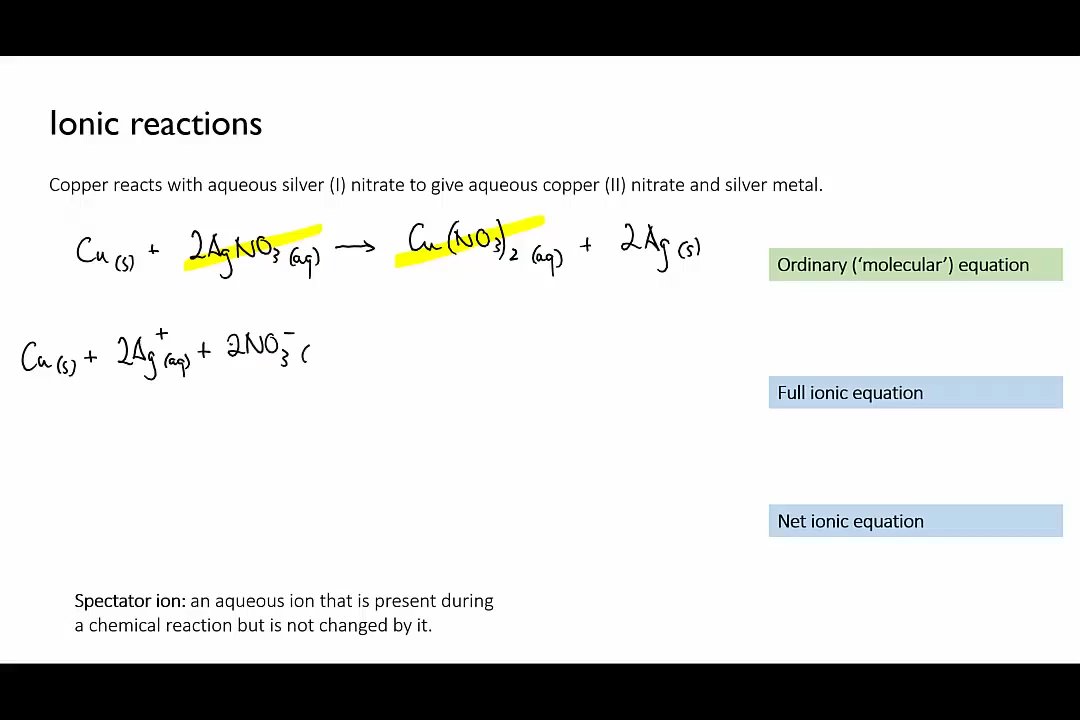 Ionic reactions
Copper reacts with aqueous silver (I) nitrate to give aqueous copper (II) nitrate and silver metal.
Cu(s) + 2AgNO₃(aq) → Cu(NO₃)₂(aq) + 2Ag(s)
Ordinary (‘molecular’) equation
Cu(s) + 2Ag⁺(aq) + 2NO₃⁻(
Full ionic equation
Net ionic equation
Spectator ion: an aqueous ion that is present during
a chemical reaction but is not changed by it.